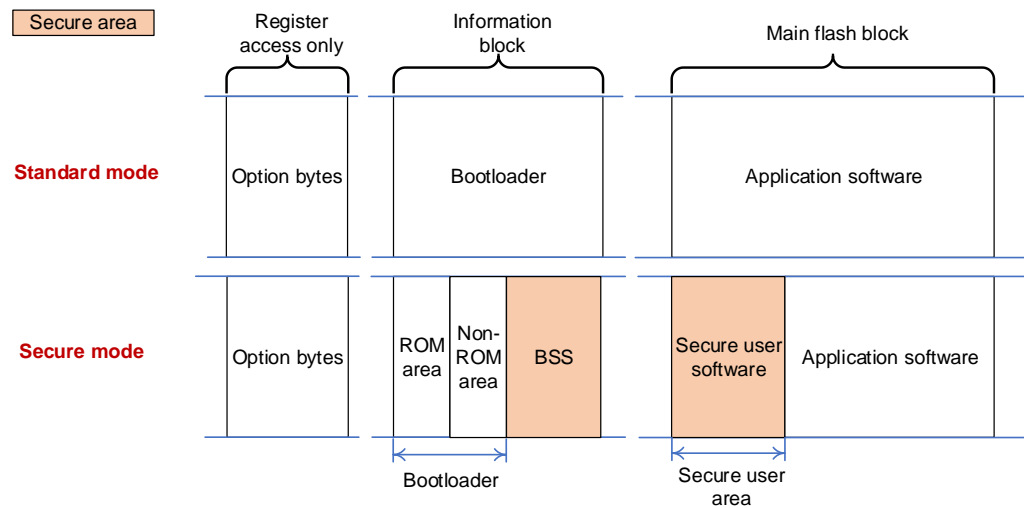 Secure area
Register
access only
Information
block
Main flash block
Standard mode
Option bytes
Bootloader
Application software
Secure mode
Option bytes
ROM
area
Non-
ROM
area
BSS
Secure user
software
Application software
Bootloader
Secure user
area